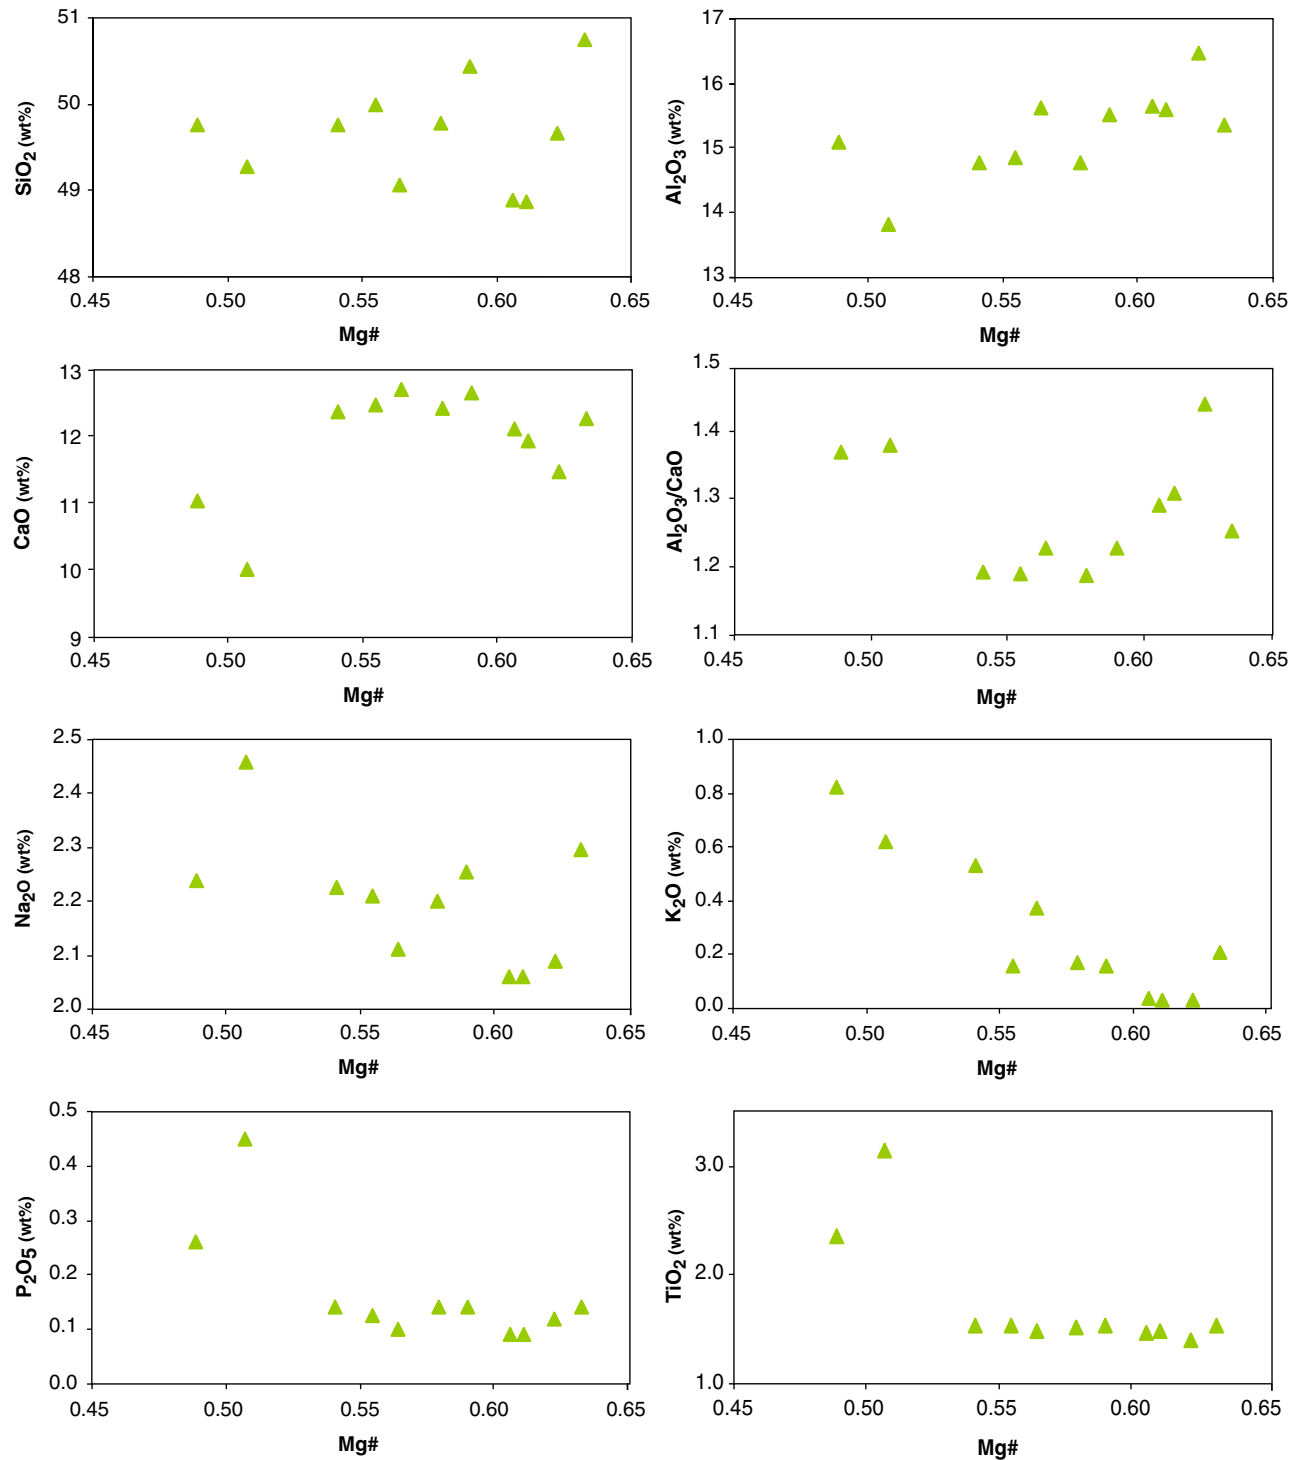 51
50
49
48
SiO2 (wt%)
0.45 0.50 0.55 0.60 0.65
Mg#
17
16
15
14
13
Al2O3 (wt%)
0.45 0.50 0.55 0.60 0.65
Mg#
13
12
11
10
9
CaO (wt%)
0.45 0.50 0.55 0.60 0.65
Mg#
1.5
1.4
1.3
1.2
1.1
Al2O3/CaO
0.45 0.50 0.55 0.60 0.65
Mg#
2.5
2.4
2.3
2.2
2.1
2.0
Na2O (wt%)
0.45 0.50 0.55 0.60 0.65
Mg#
1.0
0.8
0.6
0.4
0.2
0.0
K2O (wt%)
0.45 0.50 0.55 0.60 0.65
Mg#
0.5
0.4
0.3
0.2
0.1
0.0
P2O5 (wt%)
0.45 0.50 0.55 0.60 0.65
Mg#
3.0
2.0
1.0
TiO2 (wt%)
0.45 0.50 0.55 0.60 0.65
Mg#